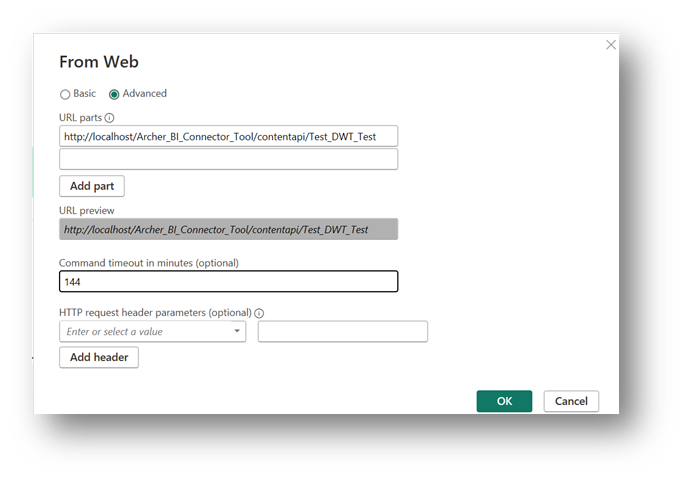 From Web
Basic
Advanced
URL parts
http://localhost/Archer_BI_Connector_Tool/contentapi/Test_DWT_Test
Add part
URL preview
http://localhost/Archer_BI_Connector_Tool/contentapi/Test_DWT_Test
Command timeout in minutes (optional)
144
HTTP request header parameters (optional)
Enter or select a value
Add header
OK
Cancel